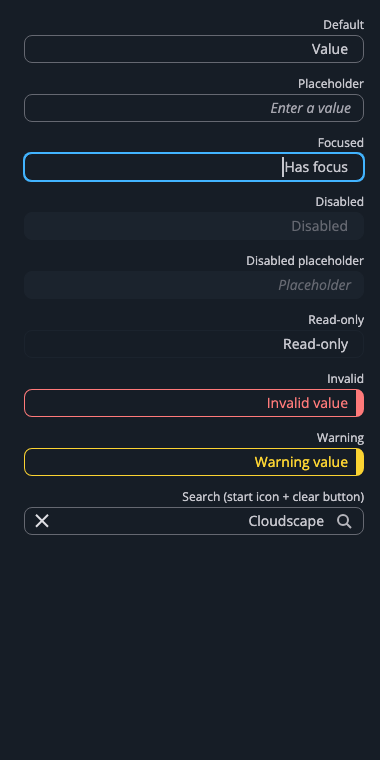 Default
Value
Placeholder
Enter a value
Focused
Has focus
Disabled
Disabled
Disabled placeholder
Placeholder
Read-only
Read-only
Invalid
Invalid value
Warning
Warning value
Search (start icon + clear button)
Cloudscape